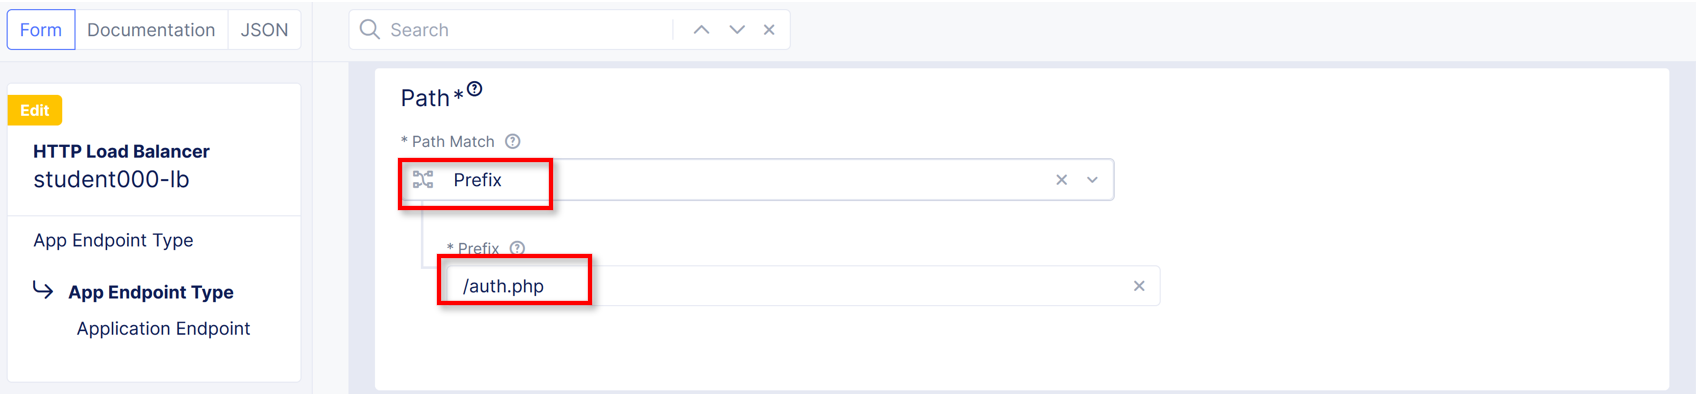 Form Documentation JSON
Search
Edit
HTTP Load Balancer
student000-lb
App Endpoint Type
App Endpoint Type
Application Endpoint
Path*
* Path Match
Prefix
* Prefix
/auth.php